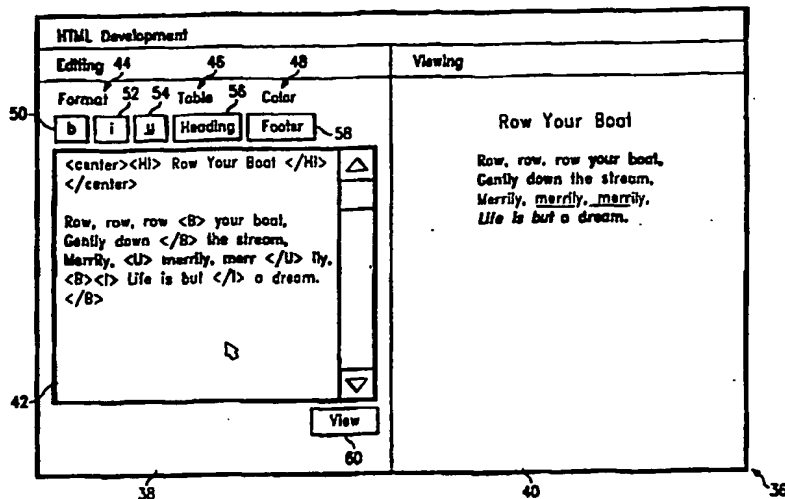 HTML Development
Editing 44 46 48 Viewing
Format 52 54 Table 56 Color
50 b i u Heading Footer 58
<center><H1> Row Your Boat </H1>
</center>
Row, row, row <B> your boat,
Gently down </B> the stream,
Merrily, <U> merrily, merr </U> ily,
<B><I> Life is but </I> a dream.
</B>
Row Your Boat
Row, row, row your boat,
Gently down the stream,
Merrily, merrily, merrily,
Life is but a dream.
42
View
60
38 40 36